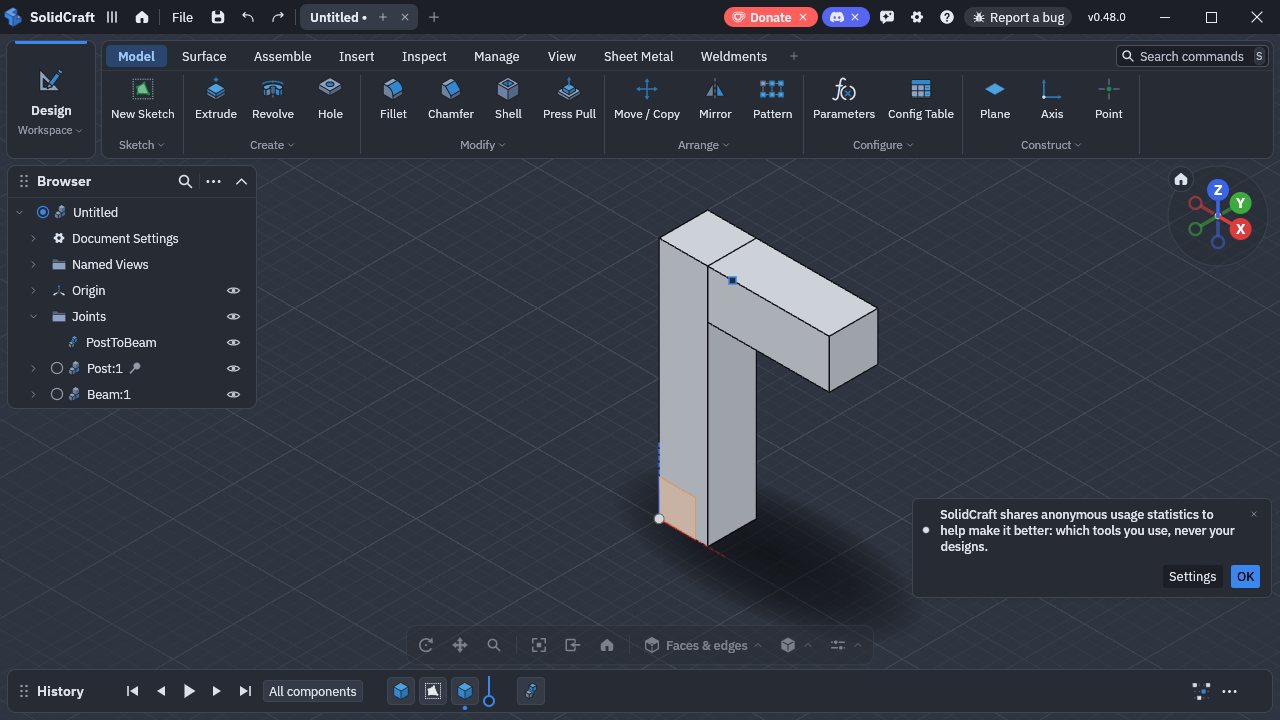 SolidCraft
File
Untitled •
Donate
Report a bug
v0.48.0
Design
Workspace
Model
Surface
Assemble
Insert
Inspect
Manage
View
Sheet Metal
Weldments
Search commands
S
New Sketch
Extrude
Revolve
Hole
Fillet
Chamfer
Shell
Press Pull
Move / Copy
Mirror
Pattern
Parameters
Config Table
Plane
Axis
Point
Sketch
Create
Modify
Arrange
Configure
Construct
Browser
Untitled
Document Settings
Named Views
Origin
Joints
PostToBeam
Post:1
Beam:1
Z
Y
X
SolidCraft shares anonymous usage statistics to
help make it better: which tools you use, never your
designs.
Settings
OK
Faces & edges
History
All components